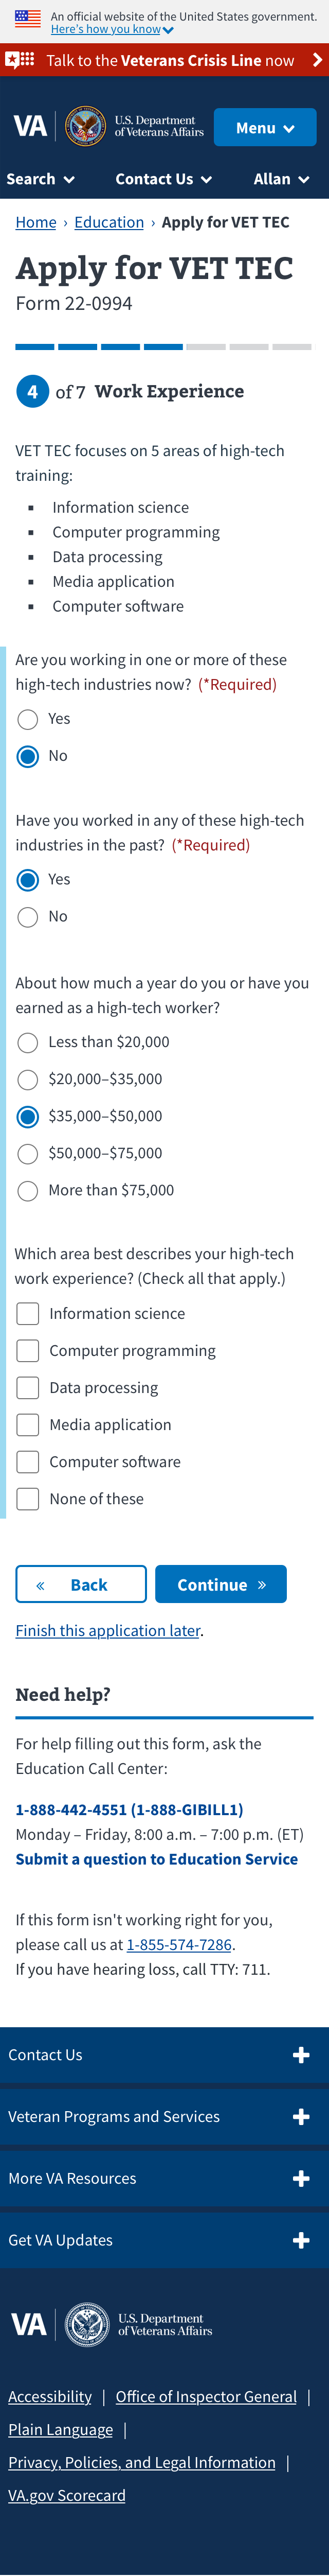 An official website of the United States government.
Here's how you know
Talk to the Veterans Crisis Line now
VA
U.S. Department
of Veterans Affairs
Menu
Search
Contact Us
Allan
Home › Education › Apply for VET TEC
Apply for VET TEC
Form 22-0994
4 of 7 Work Experience
VET TEC focuses on 5 areas of high-tech
training:
Information science
Computer programming
Data processing
Media application
Computer software
Are you working in one or more of these
high-tech industries now? (*Required)
Yes
No
Have you worked in any of these high-tech
industries in the past? (*Required)
Yes
No
About how much a year do you or have you
earned as a high-tech worker?
Less than $20,000
$20,000–$35,000
$35,000–$50,000
$50,000–$75,000
More than $75,000
Which area best describes your high-tech
work experience? (Check all that apply.)
Information science
Computer programming
Data processing
Media application
Computer software
None of these
« Back
Continue »
Finish this application later.
Need help?
For help filling out this form, ask the
Education Call Center:
1-888-442-4551 (1-888-GIBILL1)
Monday – Friday, 8:00 a.m. – 7:00 p.m. (ET)
Submit a question to Education Service
If this form isn't working right for you,
please call us at 1-855-574-7286.
If you have hearing loss, call TTY: 711.
Contact Us
Veteran Programs and Services
More VA Resources
Get VA Updates
VA
U.S. Department
of Veterans Affairs
Accessibility | Office of Inspector General |
Plain Language |
Privacy, Policies, and Legal Information |
VA.gov Scorecard